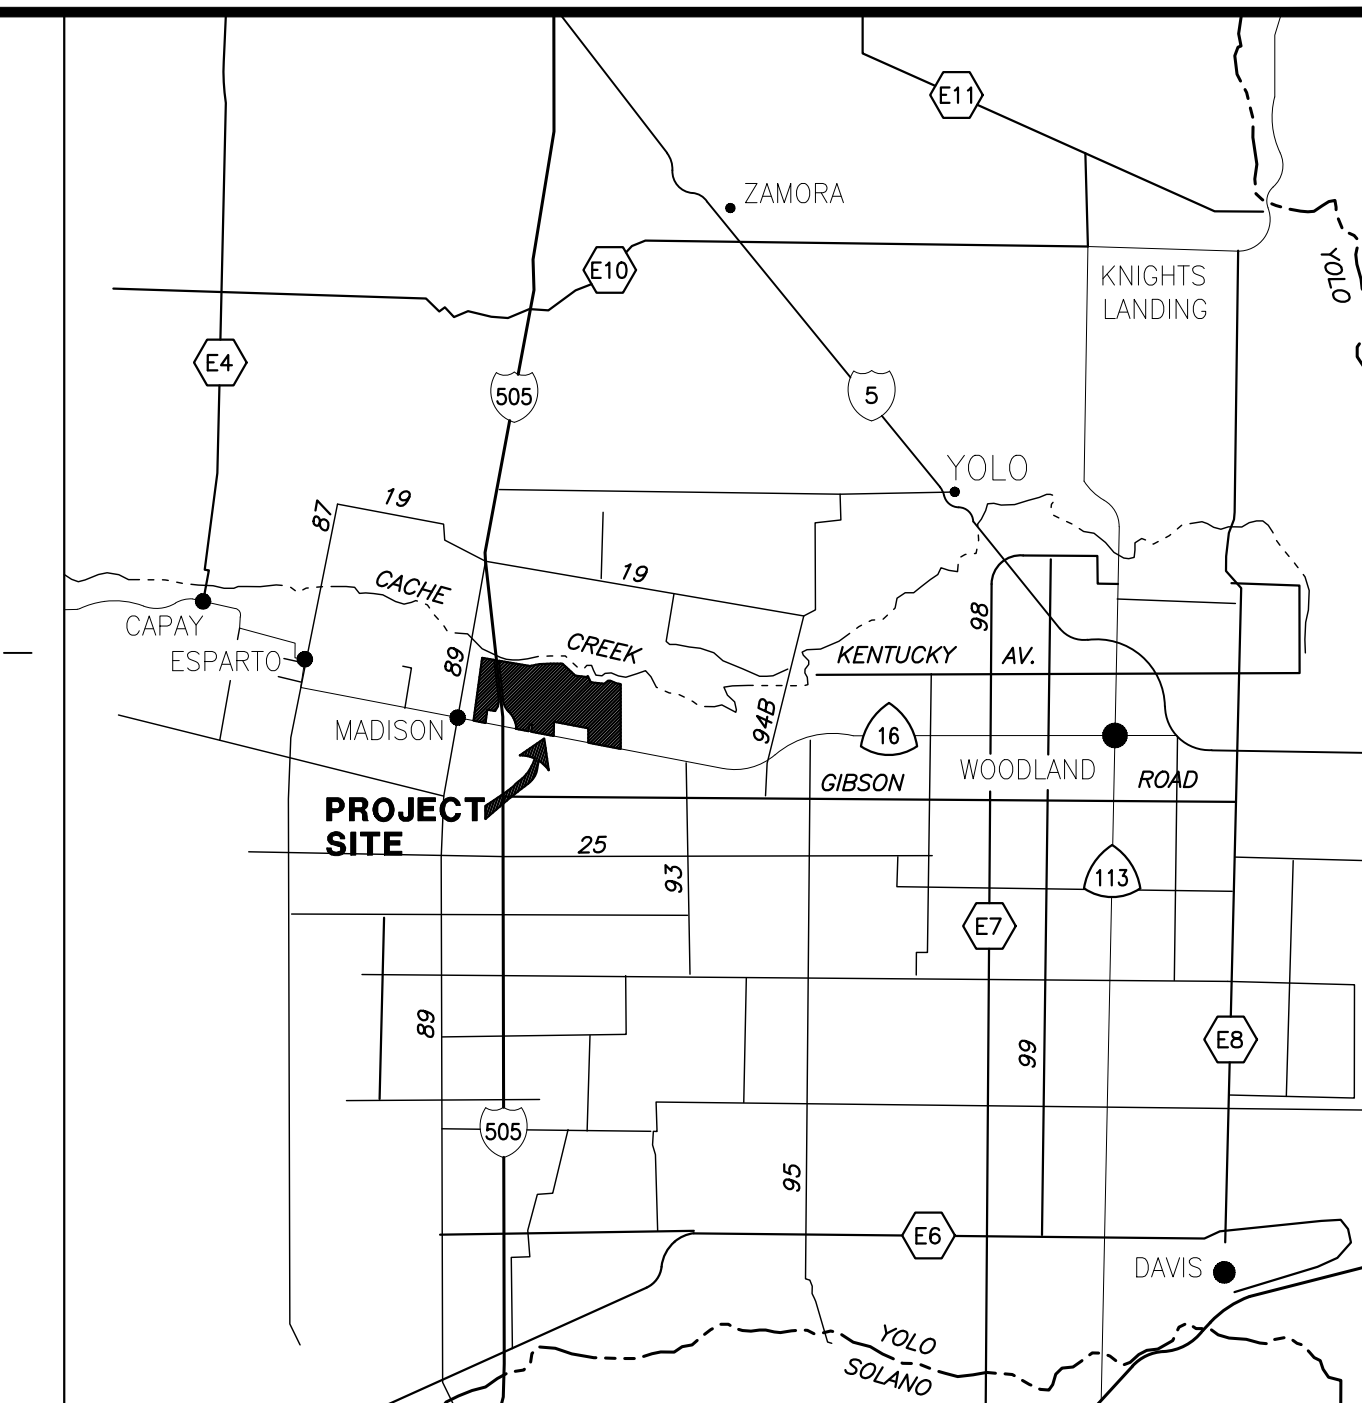 E11
ZAMORA
E10
KNIGHTS
LANDING
YOLO
E4
505
5
YOLO
19
87
19
CACHE
CAPAY
98
ESPARTO
89
CREEK
KENTUCKY AV.
MADISON
94B
16
WOODLAND
GIBSON ROAD
PROJECT
SITE
25
93
113
E7
89
99
E8
505
95
E6
DAVIS
YOLO
SOLANO